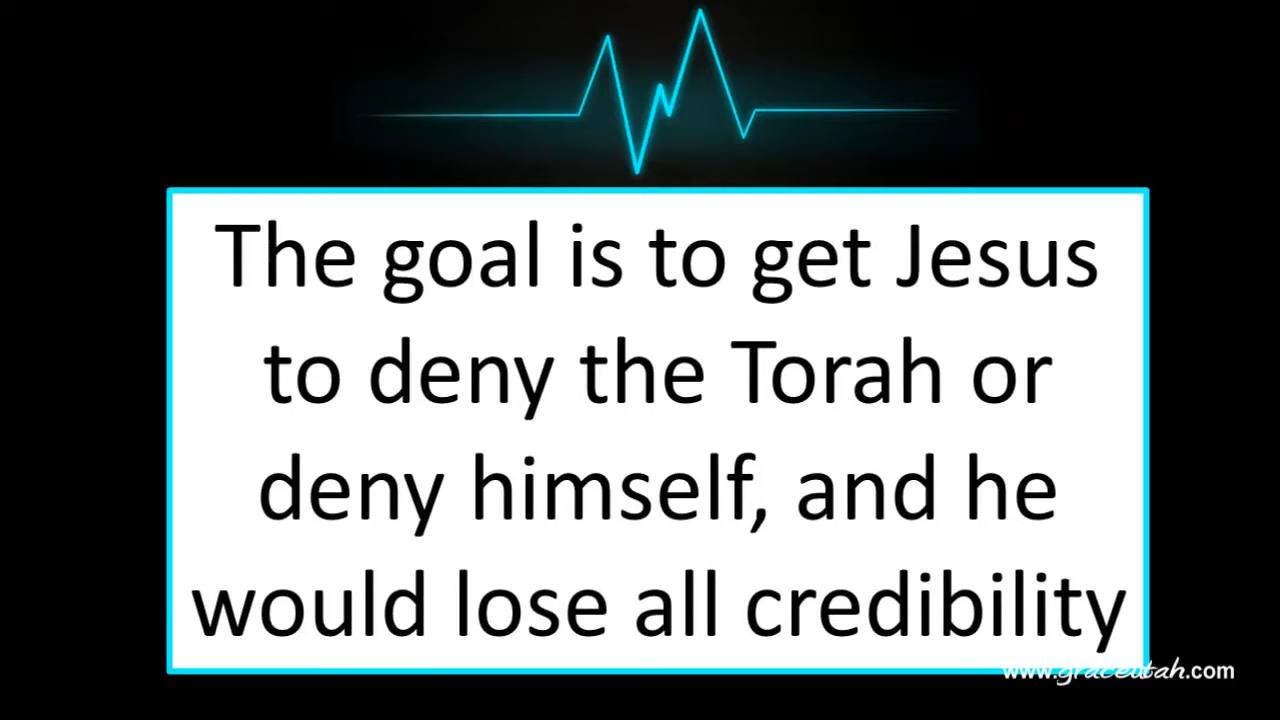 The goal is to get Jesus
to deny the Torah or
deny himself, and he
would lose all credibility
www.graceutah.com